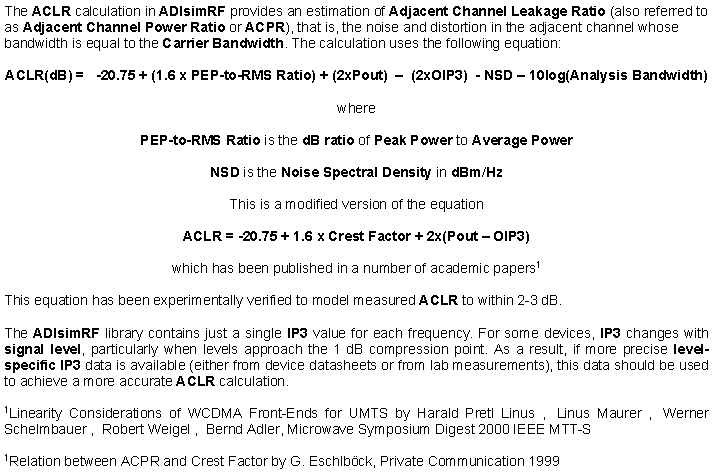 The ACLR calculation in ADIsimRF provides an estimation of Adjacent Channel Leakage Ratio (also referred to
as Adjacent Channel Power Ratio or ACPR), that is, the noise and distortion in the adjacent channel whose
bandwidth is equal to the Carrier Bandwidth. The calculation uses the following equation:
ACLR(dB) = -20.75 + (1.6 x PEP-to-RMS Ratio) + (2xPout) – (2xOIP3) - NSD – 10log(Analysis Bandwidth)
where
PEP-to-RMS Ratio is the dB ratio of Peak Power to Average Power
NSD is the Noise Spectral Density in dBm/Hz
This is a modified version of the equation
ACLR = -20.75 + 1.6 x Crest Factor + 2x(Pout – OIP3)
which has been published in a number of academic papers¹
This equation has been experimentally verified to model measured ACLR to within 2-3 dB.
The ADIsimRF library contains just a single IP3 value for each frequency. For some devices, IP3 changes with
signal level, particularly when levels approach the 1 dB compression point. As a result, if more precise level-
specific IP3 data is available (either from device datasheets or from lab measurements), this data should be used
to achieve a more accurate ACLR calculation.
¹Linearity Considerations of WCDMA Front-Ends for UMTS by Harald Pretl Linus , Linus Maurer , Werner
Schelmbauer , Robert Weigel , Bernd Adler, Microwave Symposium Digest 2000 IEEE MTT-S
¹Relation between ACPR and Crest Factor by G. Eschlböck, Private Communication 1999